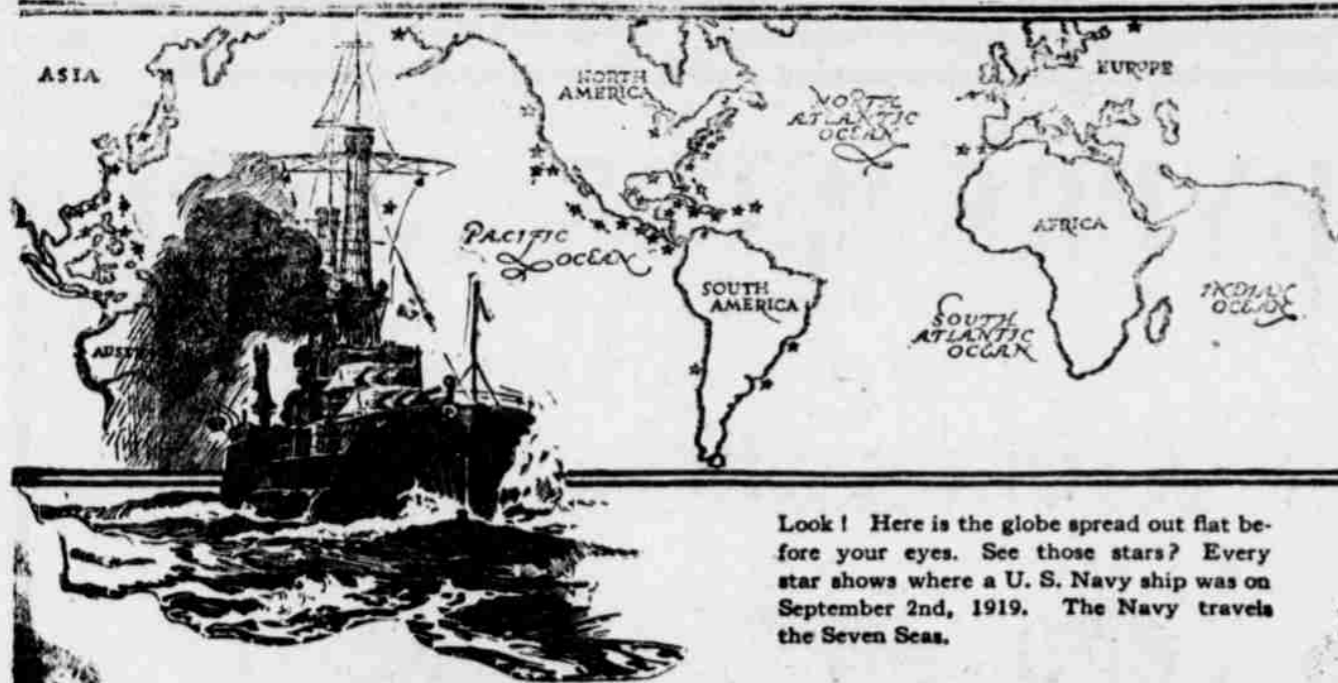 ASIA
NORTH
AMERICA
NORTH
ATLANTIC
OCEAN
EUROPE
PACIFIC
OCEAN
AFRICA
SOUTH
AMERICA
SOUTH
ATLANTIC
OCEAN
INDIAN
OCEAN
AUST
Look! Here is the globe spread out flat be-
fore your eyes. See those stars? Every
star shows where a U. S. Navy ship was on
September 2nd, 1919. The Navy travels
the Seven Seas.